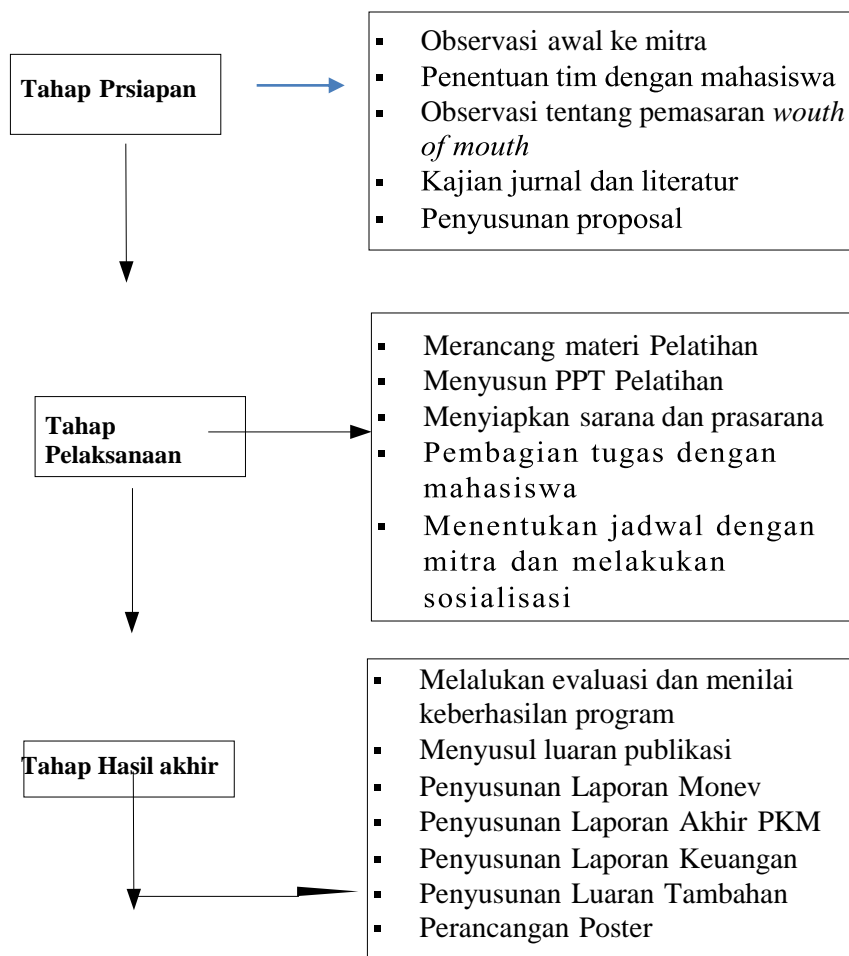 Tahap Prsiapan
▪ Observasi awal ke mitra
▪ Penentuan tim dengan mahasiswa
▪ Observasi tentang pemasaran wouth
of mouth
▪ Kajian jurnal dan literatur
▪ Penyusunan proposal
Tahap
Pelaksanaan
▪ Merancang materi Pelatihan
▪ Menyusun PPT Pelatihan
▪ Menyiapkan sarana dan prasarana
▪ Pembagian tugas dengan
mahasiswa
▪ Menentukan jadwal dengan
mitra dan melakukan
sosialisasi
Tahap Hasil akhir
▪ Melalukan evaluasi dan menilai
keberhasilan program
▪ Menyusul luaran publikasi
▪ Penyusunan Laporan Monev
▪ Penyusunan Laporan Akhir PKM
▪ Penyusunan Laporan Keuangan
▪ Penyusunan Luaran Tambahan
▪ Perancangan Poster